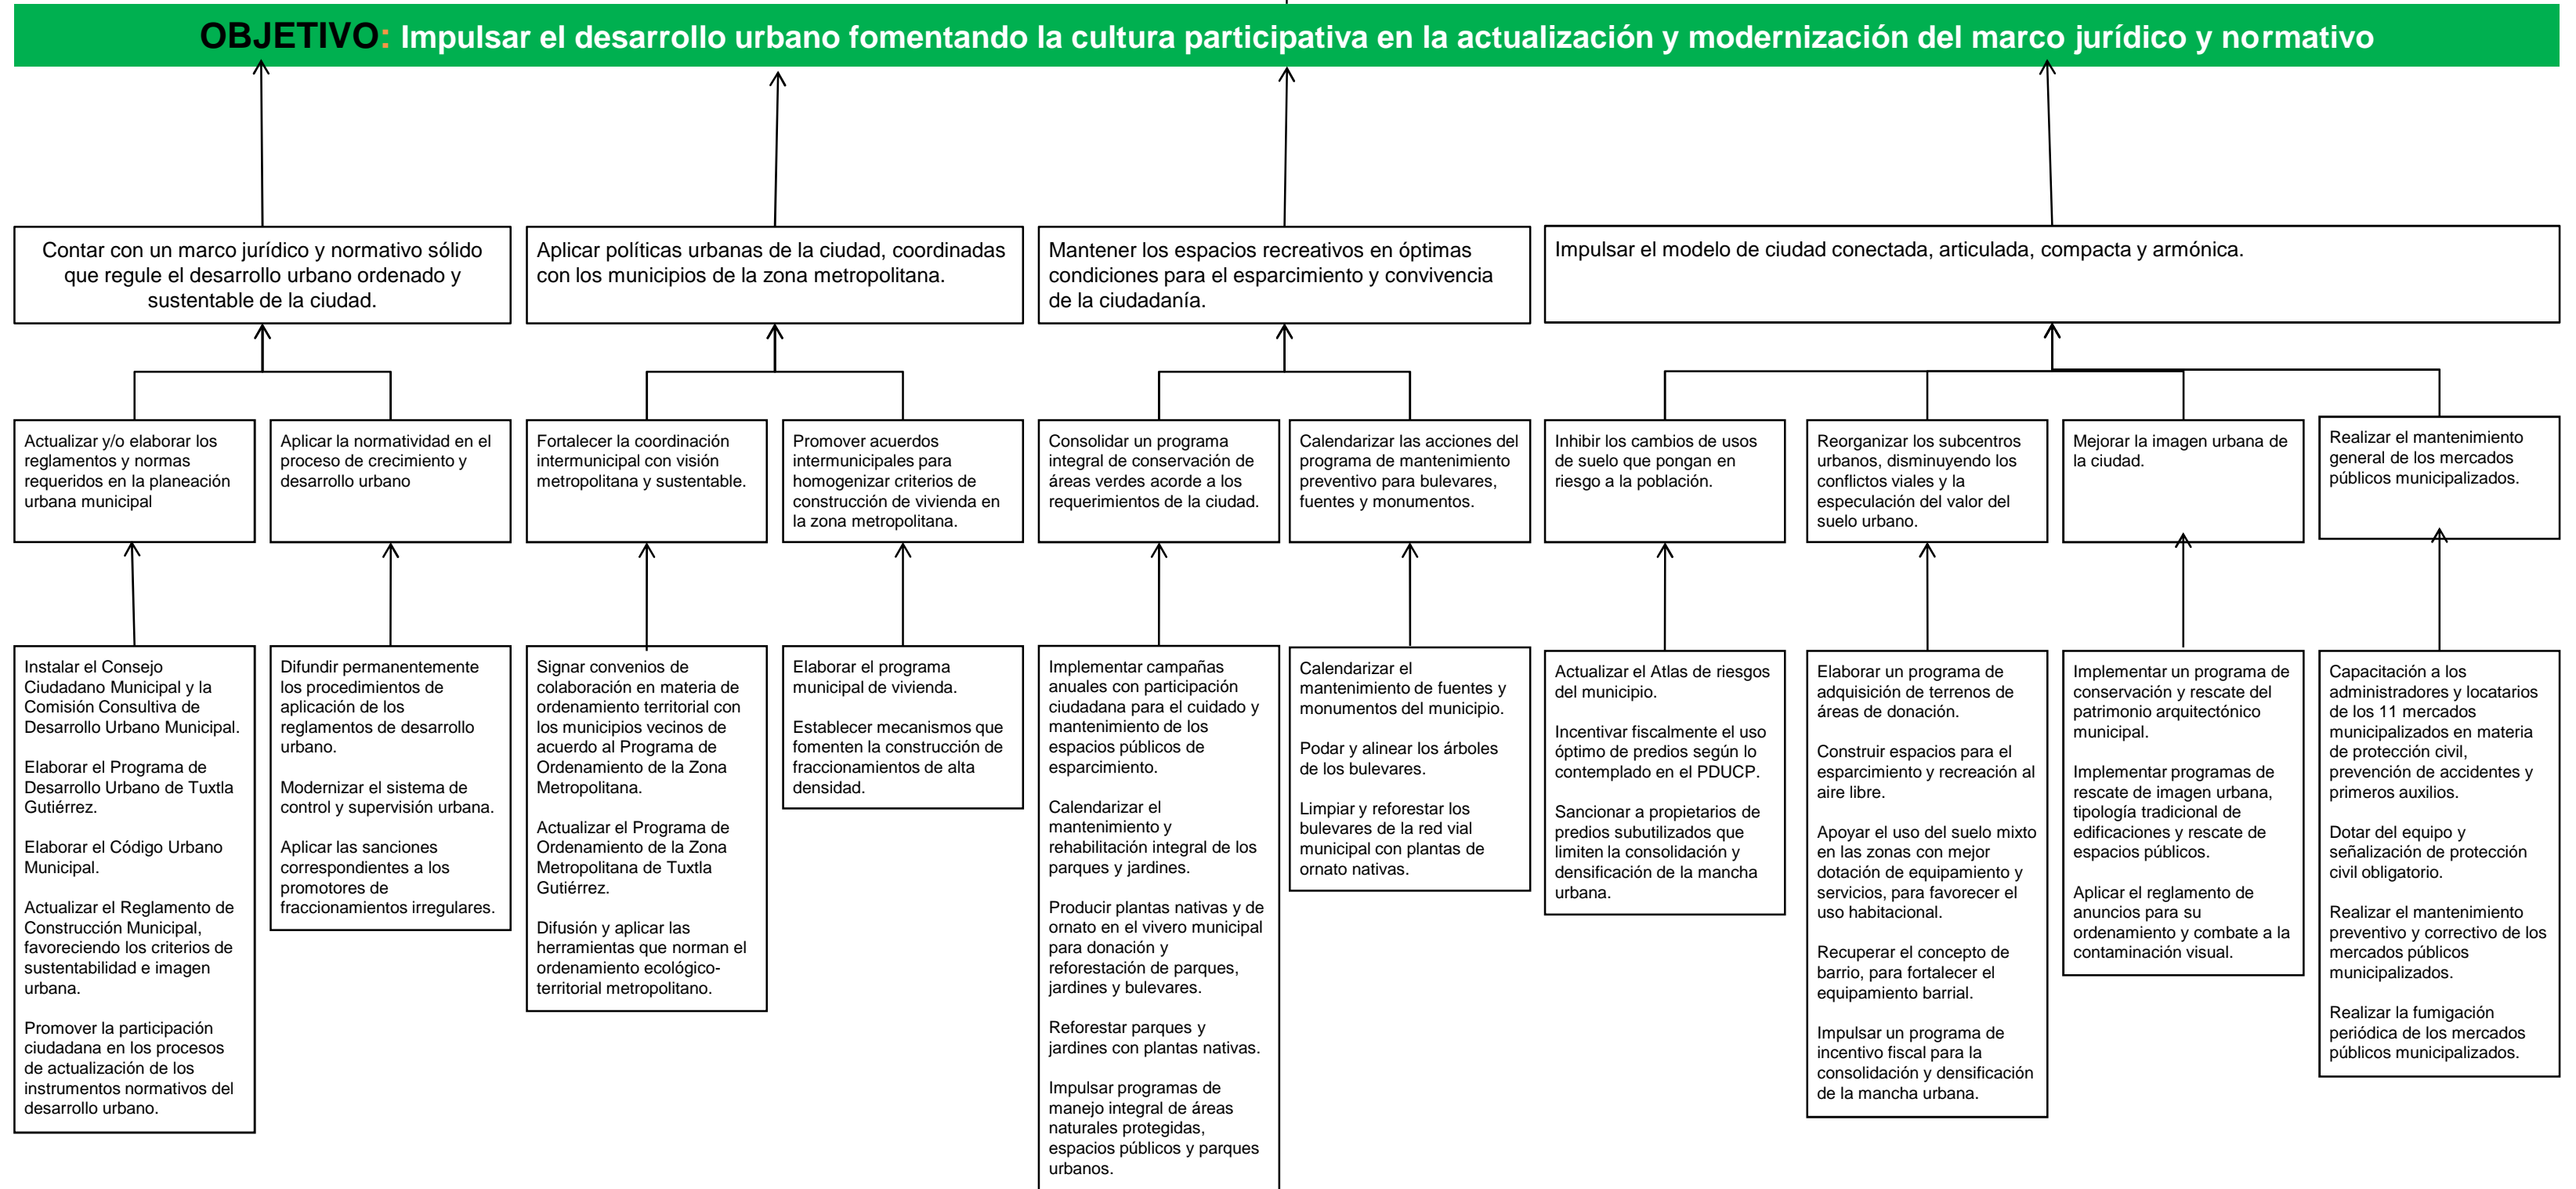 OBJETIVO: Impulsar el desarrollo urbano fomentando la cultura participativa en la actualización y modernización del marco jurídico y normativo
Contar con un marco jurídico y normativo sólido
que regule el desarrollo urbano ordenado y
sustentable de la ciudad.
Aplicar políticas urbanas de la ciudad, coordinadas
con los municipios de la zona metropolitana.
Mantener los espacios recreativos en óptimas
condiciones para el esparcimiento y convivencia
de la ciudadanía.
Impulsar el modelo de ciudad conectada, articulada, compacta y armónica.
Actualizar y/o elaborar los
reglamentos y normas
requeridos en la planeación
urbana municipal
Aplicar la normatividad en el
proceso de crecimiento y
desarrollo urbano
Fortalecer la coordinación
intermunicipal con visión
metropolitana y sustentable.
Promover acuerdos
intermunicipales para
homogenizar criterios de
construcción de vivienda en
la zona metropolitana.
Consolidar un programa
integral de conservación de
áreas verdes acorde a los
requerimientos de la ciudad.
Calendarizar las acciones del
programa de mantenimiento
preventivo para bulevares,
fuentes y monumentos.
Inhibir los cambios de usos
de suelo que pongan en
riesgo a la población.
Reorganizar los subcentros
urbanos, disminuyendo los
conflictos viales y la
especulación del valor del
suelo urbano.
Mejorar la imagen urbana de
la ciudad.
Realizar el mantenimiento
general de los mercados
públicos municipalizados.
Instalar el Consejo
Ciudadano Municipal y la
Comisión Consultiva de
Desarrollo Urbano Municipal.
Elaborar el Programa de
Desarrollo Urbano de Tuxtla
Gutiérrez.
Elaborar el Código Urbano
Municipal.
Actualizar el Reglamento de
Construcción Municipal,
favoreciendo los criterios de
sustentabilidad e imagen
urbana.
Promover la participación
ciudadana en los procesos
de actualización de los
instrumentos normativos del
desarrollo urbano.
Difundir permanentemente
los procedimientos de
aplicación de los
reglamentos de desarrollo
urbano.
Modernizar el sistema de
control y supervisión urbana.
Aplicar las sanciones
correspondientes a los
promotores de
fraccionamientos irregulares.
Signar convenios de
colaboración en materia de
ordenamiento territorial con
los municipios vecinos de
acuerdo al Programa de
Ordenamiento de la Zona
Metropolitana.
Actualizar el Programa de
Ordenamiento de la Zona
Metropolitana de Tuxtla
Gutiérrez.
Difusión y aplicar las
herramientas que norman el
ordenamiento ecológico-
territorial metropolitano.
Elaborar el programa
municipal de vivienda.
Establecer mecanismos que
fomenten la construcción de
fraccionamientos de alta
densidad.
Implementar campañas
anuales con participación
ciudadana para el cuidado y
mantenimiento de los
espacios públicos de
esparcimiento.
Calendarizar el
mantenimiento y
rehabilitación integral de los
parques y jardines.
Producir plantas nativas y de
ornato en el vivero municipal
para donación y
reforestación de parques,
jardines y bulevares.
Reforestar parques y
jardines con plantas nativas.
Impulsar programas de
manejo integral de áreas
naturales protegidas,
espacios públicos y parques
urbanos.
Calendarizar el
mantenimiento de fuentes y
monumentos del municipio.
Podar y alinear los árboles
de los bulevares.
Limpiar y reforestar los
bulevares de la red vial
municipal con plantas de
ornato nativas.
Actualizar el Atlas de riesgos
del municipio.
Incentivar fiscalmente el uso
óptimo de predios según lo
contemplado en el PDUCP.
Sancionar a propietarios de
predios subutilizados que
limiten la consolidación y
densificación de la mancha
urbana.
Elaborar un programa de
adquisición de terrenos de
áreas de donación.
Construir espacios para el
esparcimiento y recreación al
aire libre.
Apoyar el uso del suelo mixto
en las zonas con mejor
dotación de equipamiento y
servicios, para favorecer el
uso habitacional.
Recuperar el concepto de
barrio, para fortalecer el
equipamiento barrial.
Impulsar un programa de
incentivo fiscal para la
consolidación y densificación
de la mancha urbana.
Implementar un programa de
conservación y rescate del
patrimonio arquitectónico
municipal.
Implementar programas de
rescate de imagen urbana,
tipología tradicional de
edificaciones y rescate de
espacios públicos.
Aplicar el reglamento de
anuncios para su
ordenamiento y combate a la
contaminación visual.
Capacitación a los
administradores y locatarios
de los 11 mercados
municipalizados en materia
de protección civil,
prevención de accidentes y
primeros auxilios.
Dotar del equipo y
señalización de protección
civil obligatorio.
Realizar el mantenimiento
preventivo y correctivo de los
mercados públicos
municipalizados.
Realizar la fumigación
periódica de los mercados
públicos municipalizados.